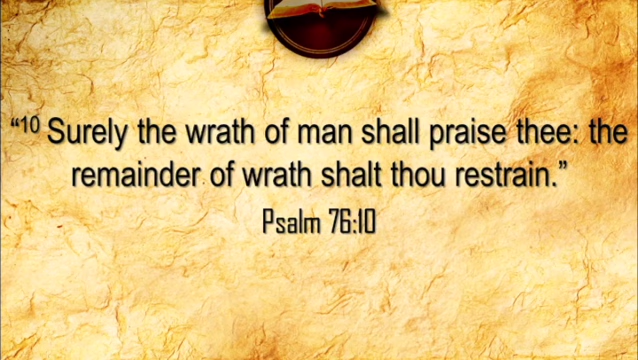 “10 Surely the wrath of man shall praise thee: the
remainder of wrath shalt thou restrain.”
Psalm 76:10